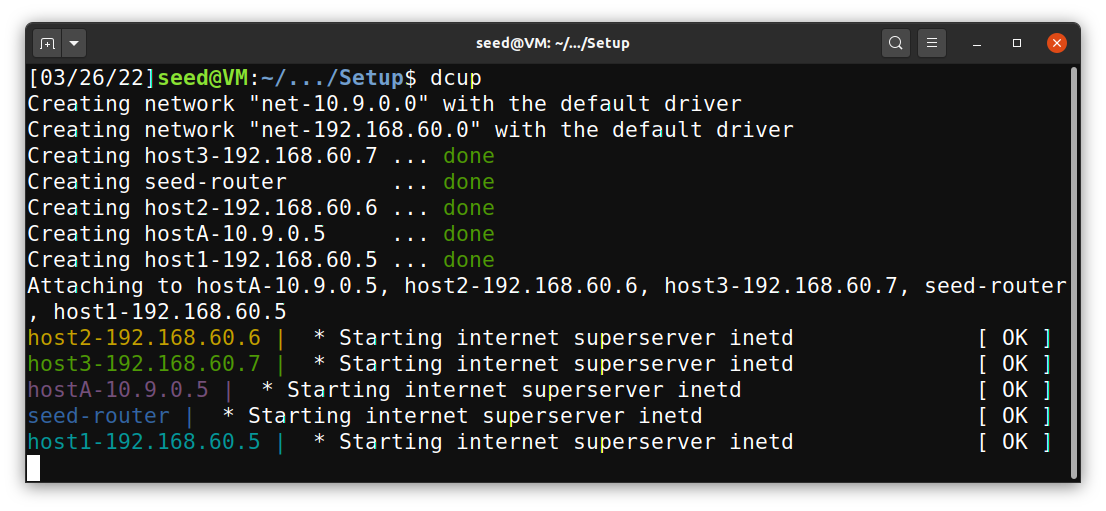 seed@VM: ~/.../Setup
[03/26/22]seed@VM:~/.../Setup$ dcup
Creating network "net-10.9.0.0" with the default driver
Creating network "net-192.168.60.0" with the default driver
Creating host3-192.168.60.7 ... done
Creating seed-router        ... done
Creating host2-192.168.60.6 ... done
Creating hostA-10.9.0.5     ... done
Creating host1-192.168.60.5 ... done
Attaching to hostA-10.9.0.5, host2-192.168.60.6, host3-192.168.60.7, seed-router
, host1-192.168.60.5
host2-192.168.60.6 |  * Starting internet superserver inetd              [ OK ]
host3-192.168.60.7 |  * Starting internet superserver inetd              [ OK ]
hostA-10.9.0.5 |  * Starting internet superserver inetd                  [ OK ]
seed-router |  * Starting internet superserver inetd                     [ OK ]
host1-192.168.60.5 |  * Starting internet superserver inetd              [ OK ]